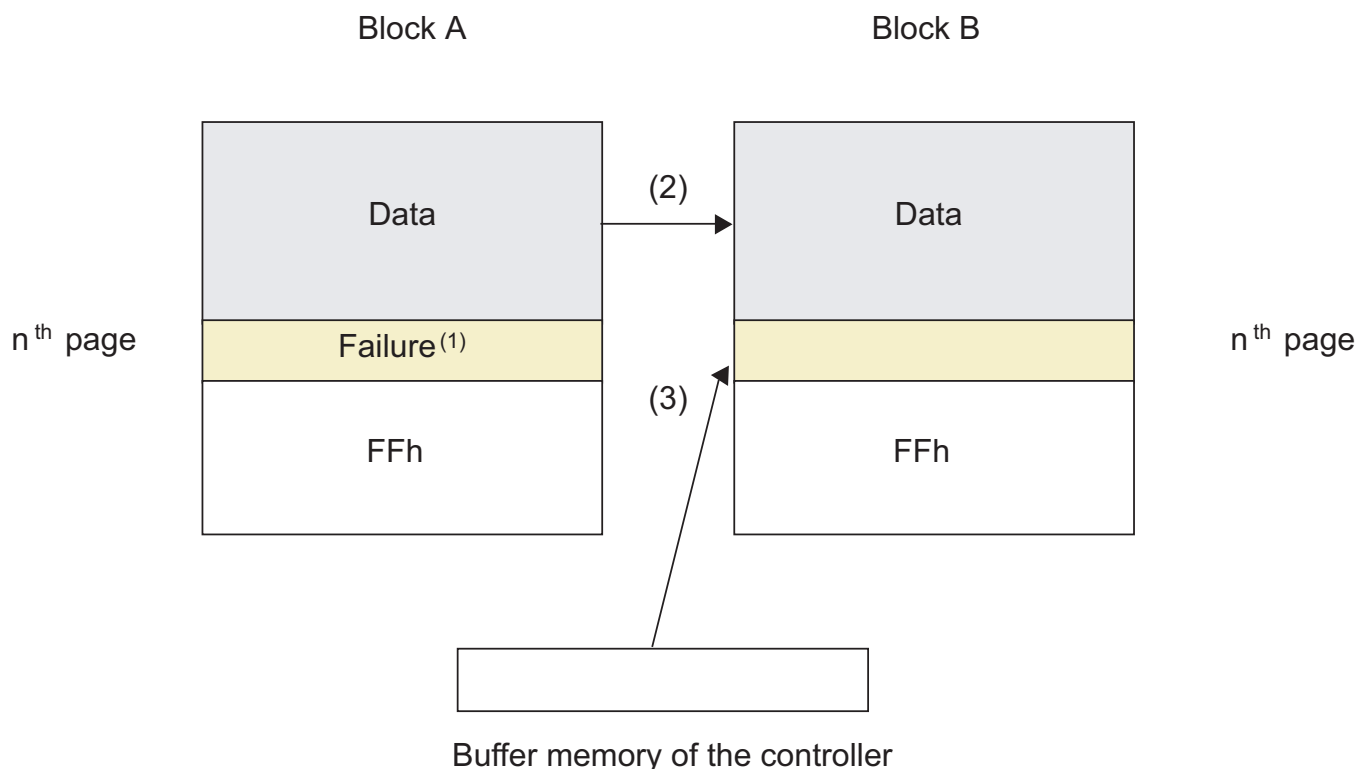 Block A
Block B
(2)
Data
Data
n th page
Failure (1)
n th page
(3)
FFh
FFh
Buffer memory of the controller